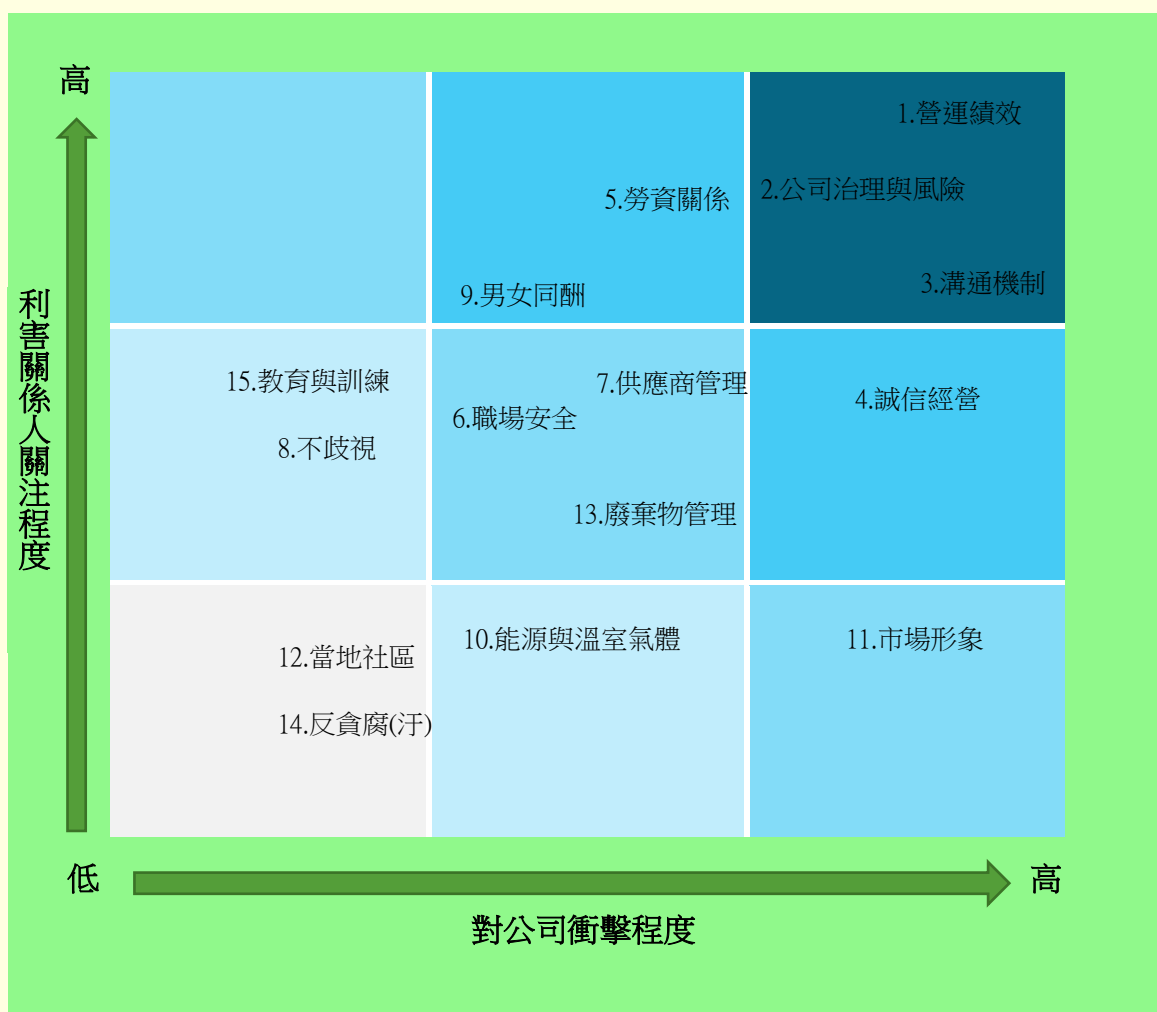 高
1.營運績效
2.公司治理與風險
5.勞資關係
3.溝通機制
9.男女同酬
利害關係人關注程度
15.教育與訓練
7.供應商管理
4.誠信經營
6.職場安全
8.不歧視
13.廢棄物管理
10.能源與溫室氣體
11.市場形象
12.當地社區
14.反貪腐(汙)
低
高
對公司衝擊程度